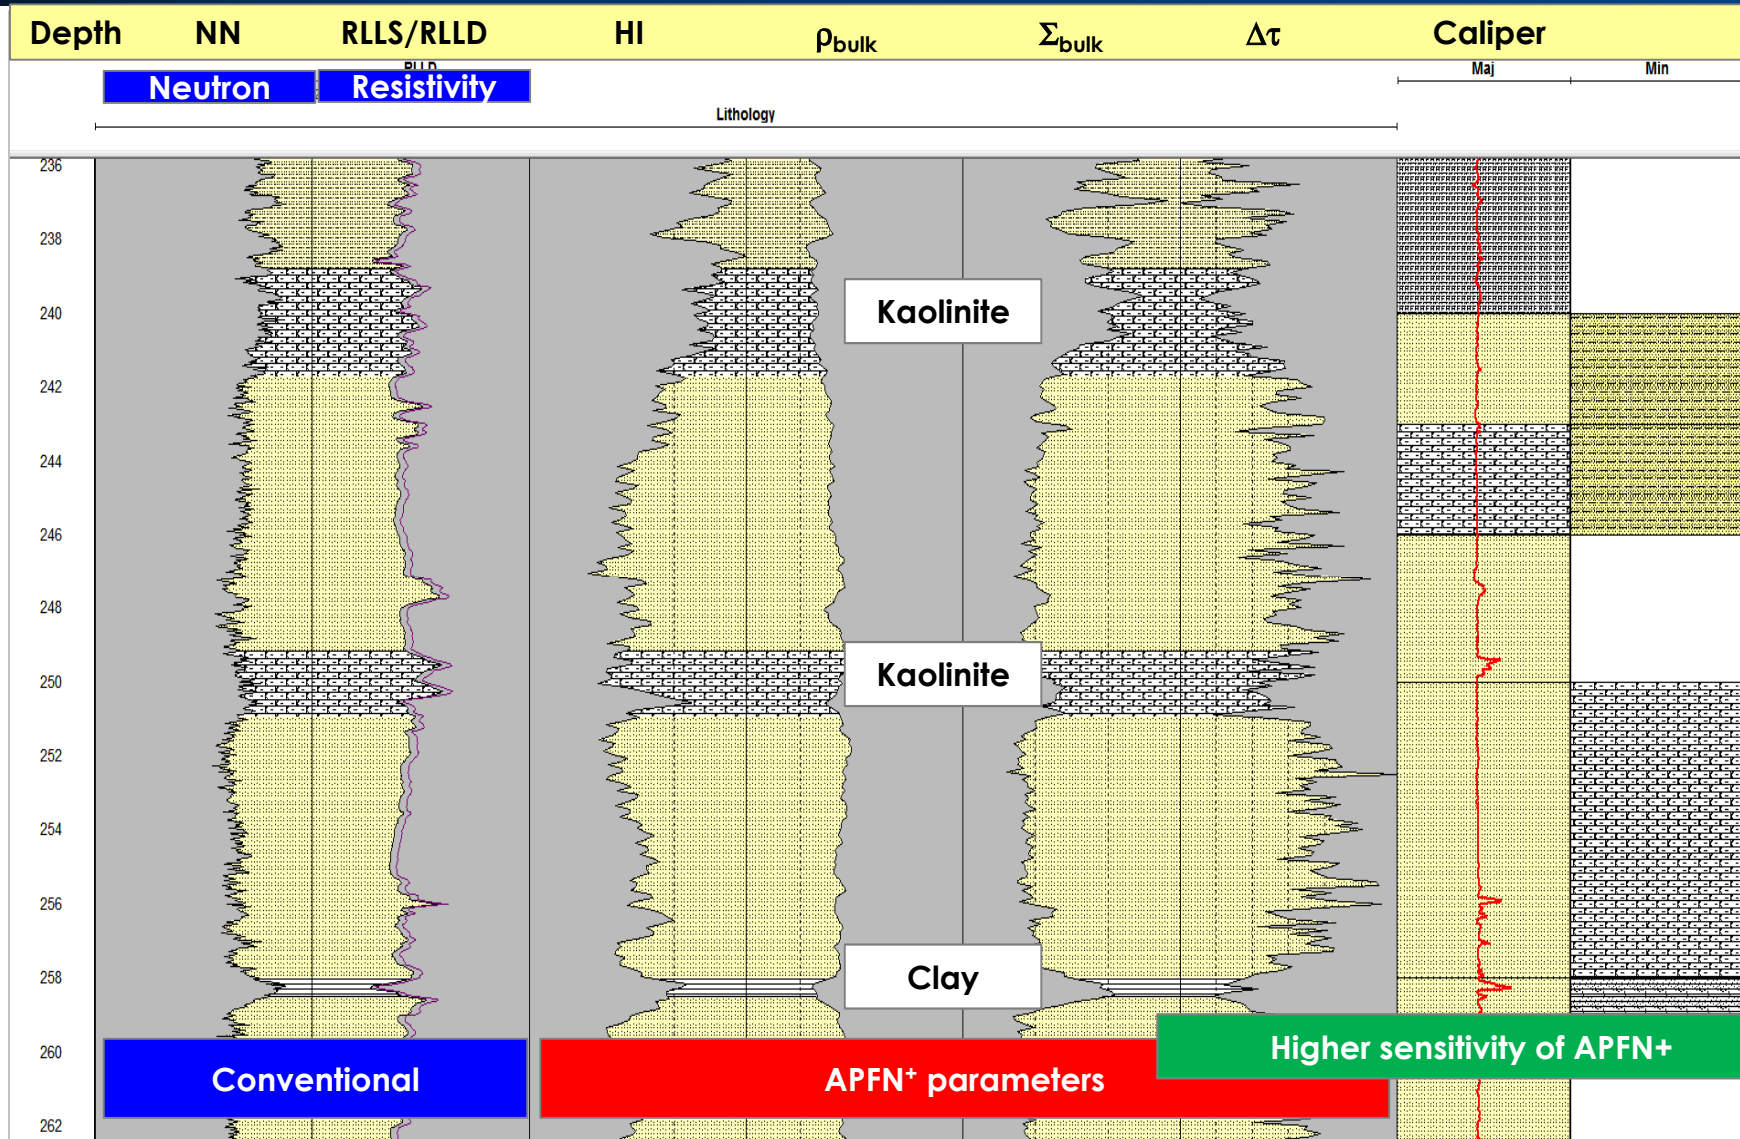 Depth NN RLLS/RLLD HI ρbulk Σbulk Δτ Caliper
RLLD Maj Min
Neutron Resistivity
Lithology
236
238
240 Kaolinite
242
244
246
248
250 Kaolinite
252
254
256
258 Clay
260 Higher sensitivity of APFN+
Conventional APFN+ parameters
262